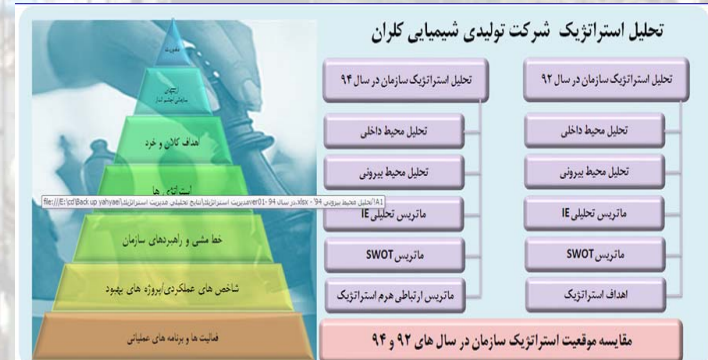 تحلیل استراتژیک شرکت تولیدی شیمیایی کلران
تحلیل استراتژیک سازمان در سال ۹۲
تحلیل محیط داخلی
تحلیل محیط بیرونی
ماتریس تحلیلی IE
ماتریس SWOT
اهداف استراتژیک
تحلیل استراتژیک سازمان در سال ۹۴
تحلیل محیط داخلی
تحلیل محیط بیرونی
ماتریس تحلیلی IE
ماتریس SWOT
ماتریس ارتباطی هرم استراتژیک
مقایسه موقعیت استراتژیک سازمان در سال های ۹۲ و ۹۴
اهداف کلان و خرد
استراتژی ها
خط مشی و راهبردهای سازمان
شاخص های عملکردی/پروژه های بهبود
فعالیت ها و برنامه های عملیاتی